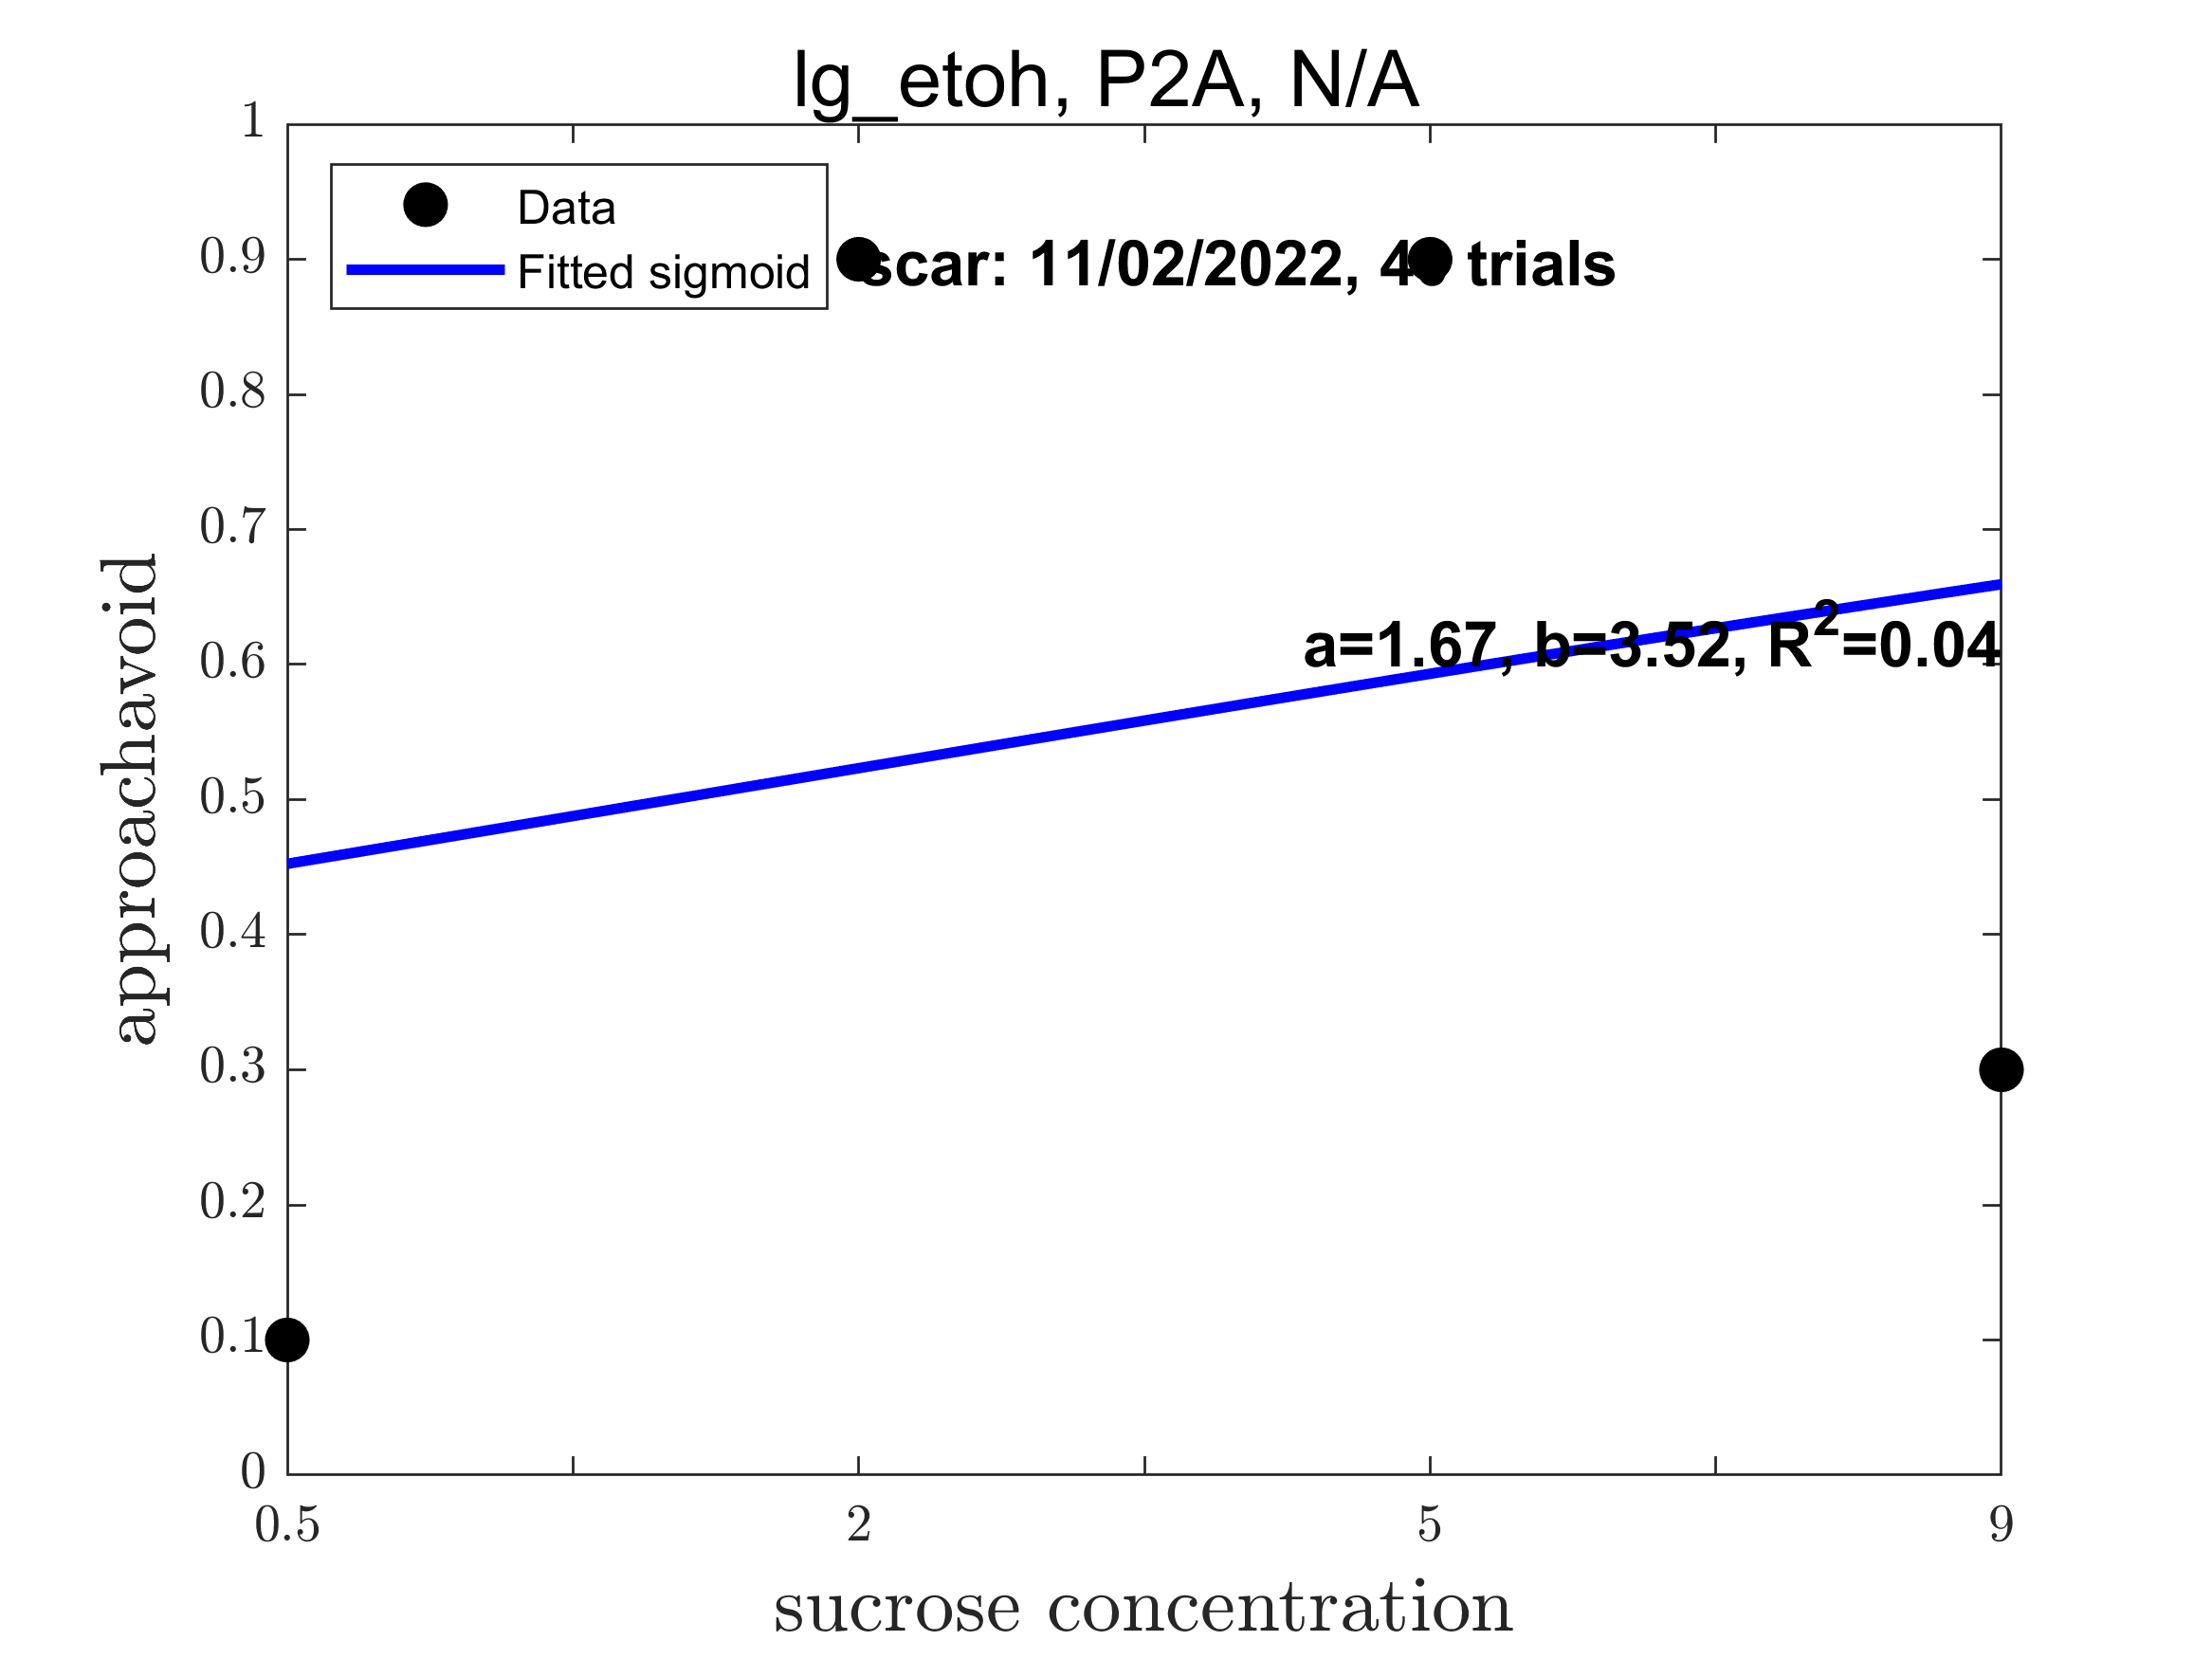 lg_etoh, P2A, N/A
1
Data
0.9
Fitted sigmoid
11/02/2022, trials
0.8
0.7
a=1.67, b=3.52, R²=0.04
0.6
0.5
0.4
0.3
0.2
0.1
0
approachavoid
0.5 2 5 9
sucrose concentration